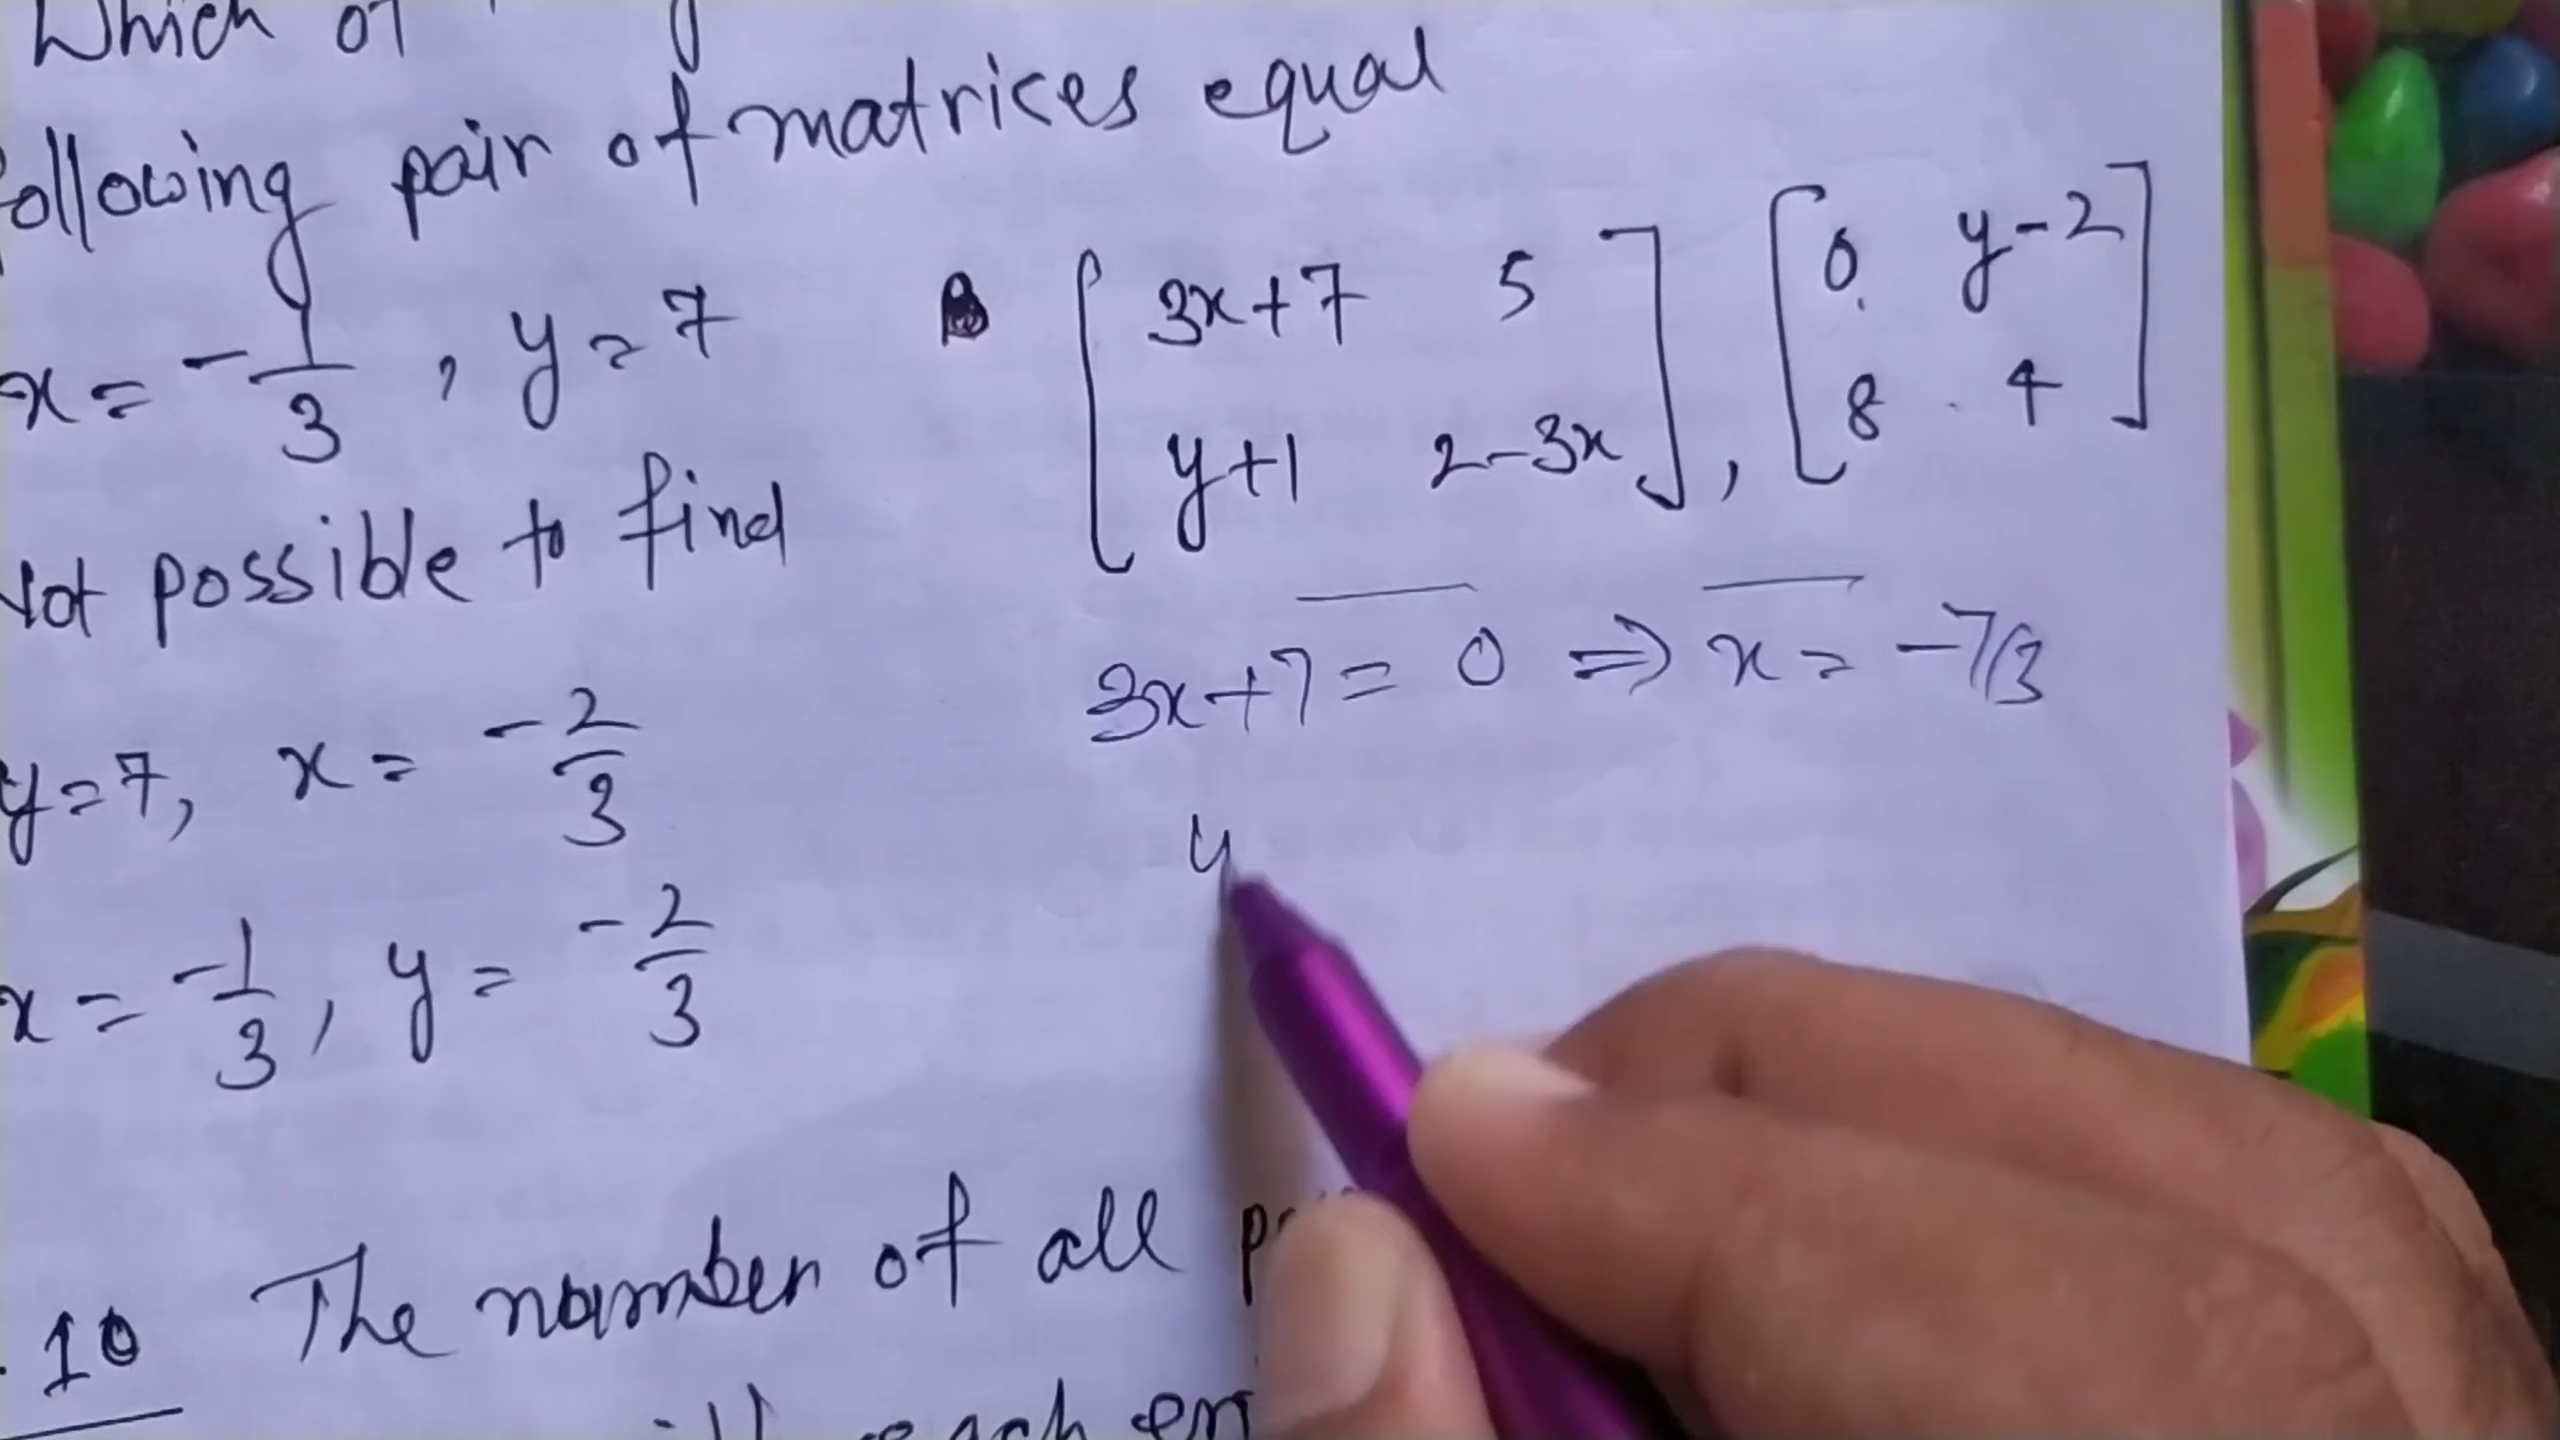 Which of
following pair of matrices equal
x = -1/3 , y = 7
[ 3x+7 5
y+1 2-3x ] , [ 0 y-2
8 4 ]
Not possible to find
3x+7 = 0 ⇒ x = -7/3
y=7, x = -2/3
y
x = -1/3 , y = -2/3
10 The number of all
each